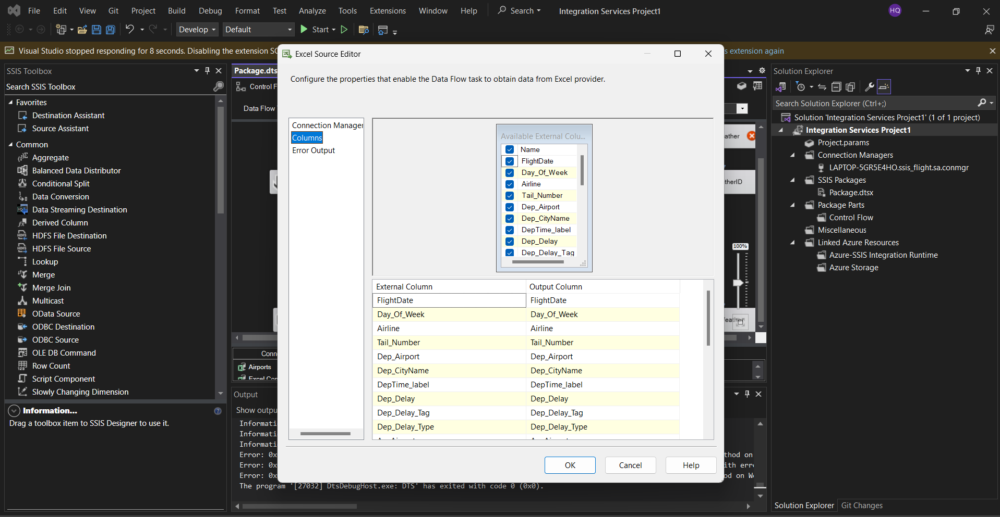 File Edit View Git Project Build Debug Format Test Analyze Tools Extensions Window Help Search Integration Services Project1 HQ
Develop Default Start
Visual Studio stopped responding for 8 seconds. Disabling the extension SC
s extension again
SSIS Toolbox
Search SSIS Toolbox
Favorites
Destination Assistant
Source Assistant
Common
Aggregate
Balanced Data Distributor
Conditional Split
Data Conversion
Data Streaming Destination
Derived Column
HDFS File Destination
HDFS File Source
Lookup
Merge
Merge Join
Multicast
OData Source
ODBC Destination
ODBC Source
OLE DB Command
Row Count
Script Component
Slowly Changing Dimension
Information...
Drag a toolbox item to SSIS Designer to use it.
Package.dts
Control F
Data Flow
Excel Source Editor
Configure the properties that enable the Data Flow task to obtain data from Excel provider.
Connection Manager
Columns
Error Output
Available External Colu...
Name
FlightDate
Day_Of_Week
Airline
Tail_Number
Dep_Airport
Dep_CityName
DepTime_label
Dep_Delay
Dep_Delay_Tag
External Column Output Column
FlightDate FlightDate
Day_Of_Week Day_Of_Week
Airline Airline
Tail_Number Tail_Number
Dep_Airport Dep_Airport
Dep_CityName Dep_CityName
DepTime_label DepTime_label
Dep_Delay Dep_Delay
Dep_Delay_Tag Dep_Delay_Tag
Dep_Delay_Type Dep_Delay_Type
OK Cancel Help
ather
therID
100%
eather
Conn
Airports
Excel Con
Output
Show outpu
Informati
Informati
Informati
Error: 0x thod on
Error: 0x ith erro
Error: 0x od on We
The program '[27032] DtsDebugHost.exe: DTS' has exited with code 0 (0x0).
Solution Explorer
Search Solution Explorer (Ctrl+;)
Solution 'Integration Services Project1' (1 of 1 project)
Integration Services Project1
Project.params
Connection Managers
LAPTOP-5GR5E4HO.ssis_flight.sa.conmgr
SSIS Packages
Package.dtsx
Package Parts
Control Flow
Miscellaneous
Linked Azure Resources
Azure-SSIS Integration Runtime
Azure Storage
Solution Explorer Git Changes